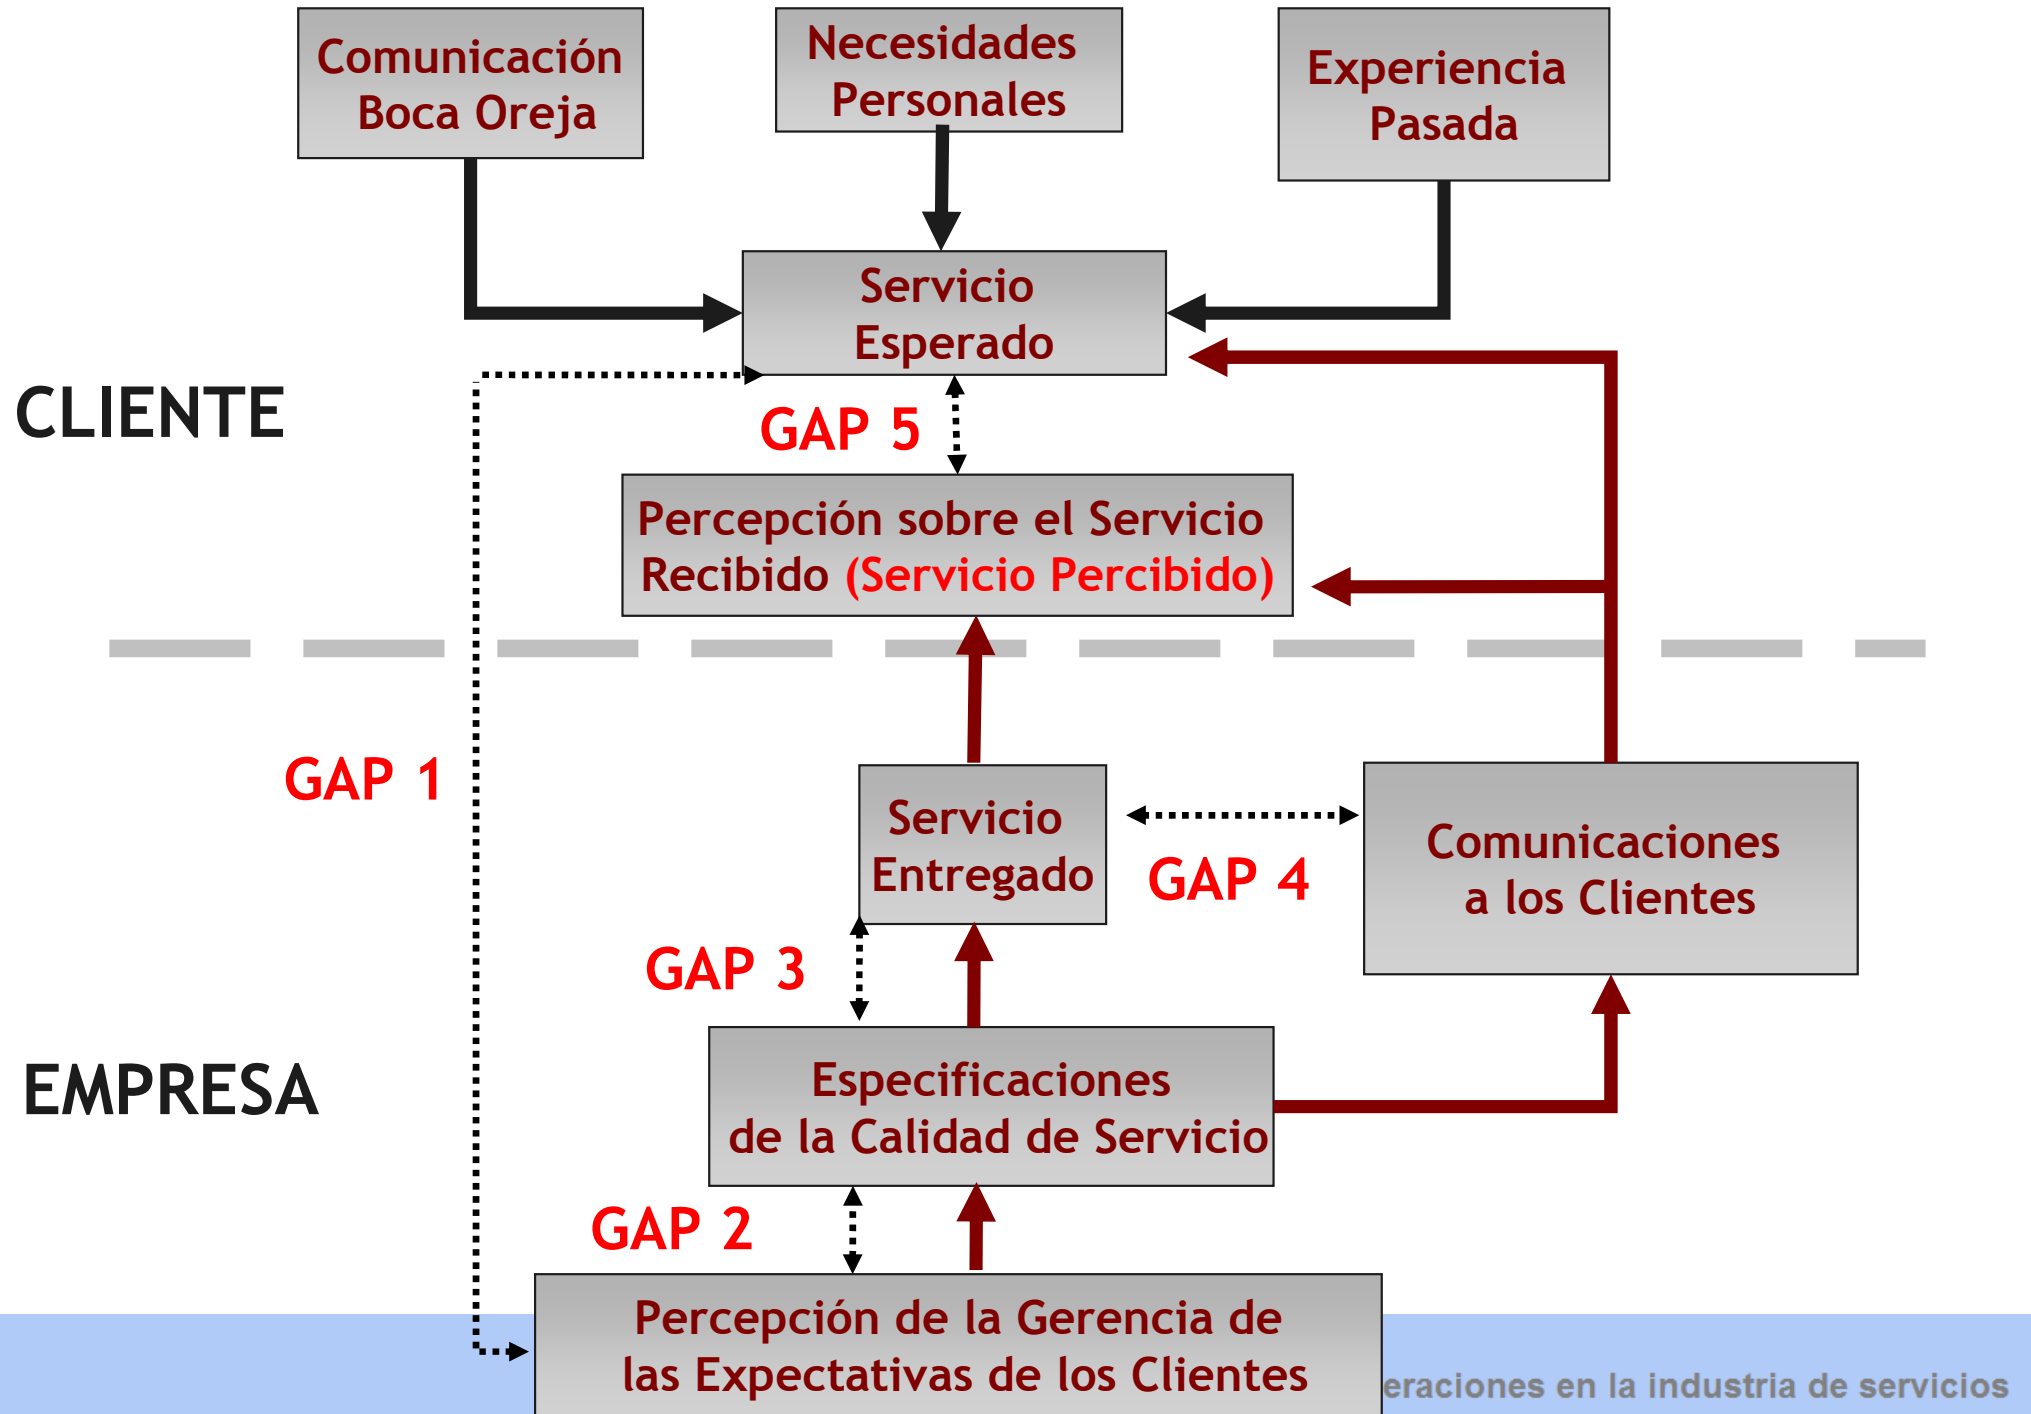 Comunicación
Boca Oreja
Necesidades
Personales
Experiencia
Pasada
Servicio
Esperado
CLIENTE
GAP 5
Percepción sobre el Servicio
Recibido (Servicio Percibido)
GAP 1
Servicio
Entregado
GAP 4
Comunicaciones
a los Clientes
GAP 3
EMPRESA
Especificaciones
de la Calidad de Servicio
GAP 2
Percepción de la Gerencia de
las Expectativas de los Clientes
eraciones en la industria de servicios